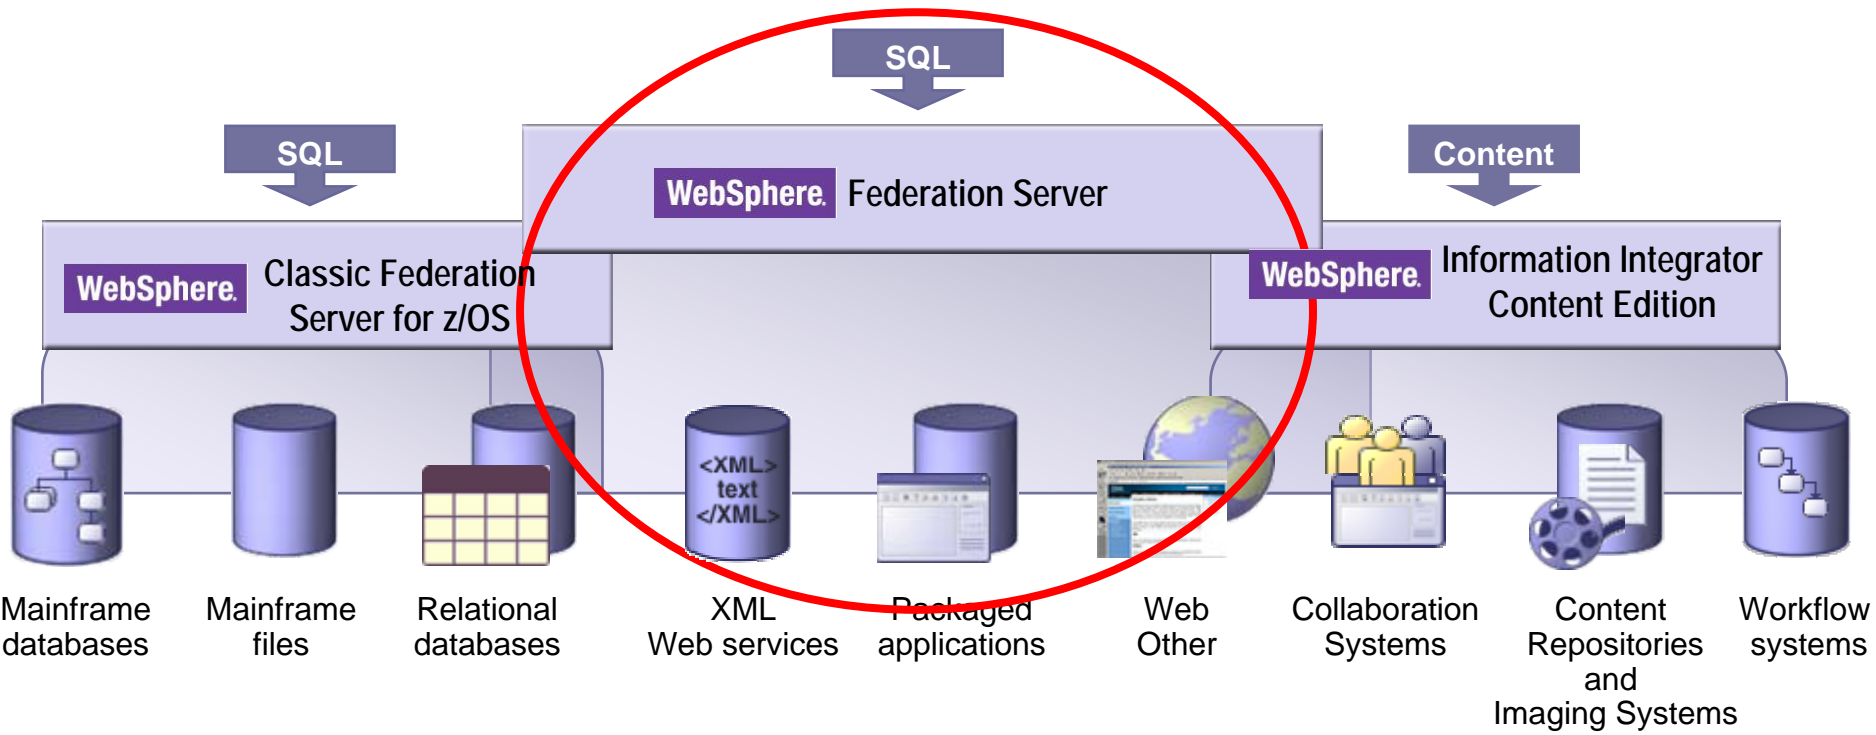 SQL
SQL
Content
WebSphere. Federation Server
WebSphere. Classic Federation
Server for z/OS
WebSphere. Information Integrator
Content Edition
<XML>
text
</XML>
Mainframe
databases
Mainframe
files
Relational
databases
XML
Web services
Packaged
applications
Web
Other
Collaboration
Systems
Content
Repositories
and
Imaging Systems
Workflow
systems